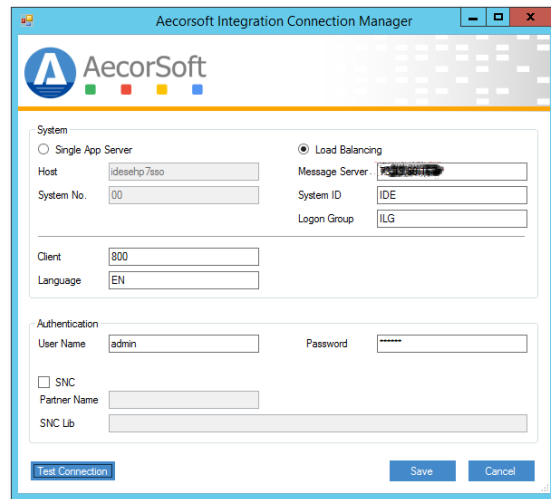 Aecorsoft Integration Connection Manager
AecorSoft
System
Single App Server
Load Balancing
Host idesehp7sso
Message Server
System No. 00
System ID IDE
Logon Group ILG
Client 800
Language EN
Authentication
User Name admin
Password ******
SNC
Partner Name
SNC Lib
Test Connection
Save
Cancel